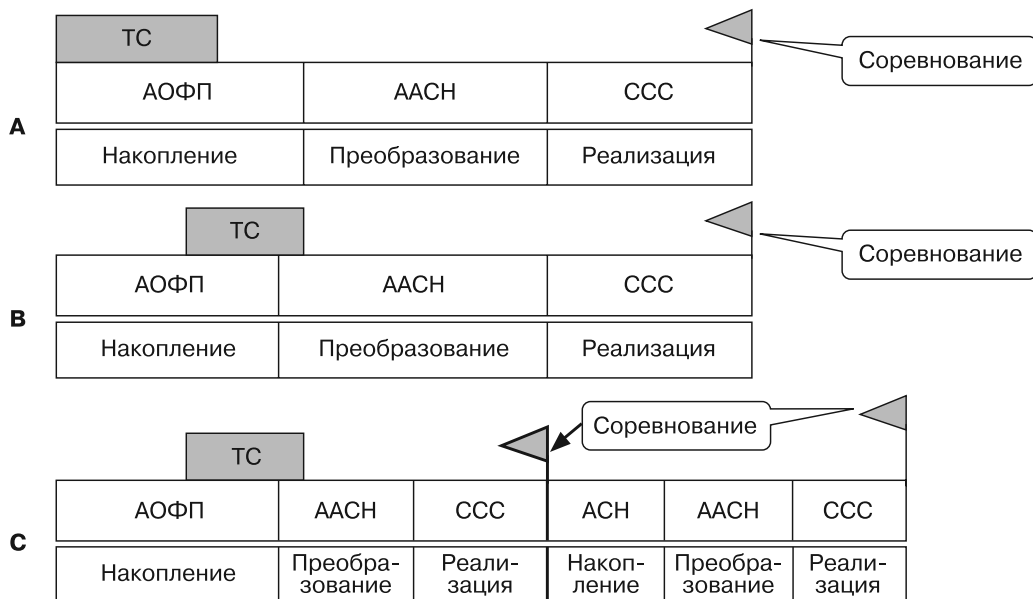 ТС
Соревнование
АОФП ААСН ССС
A
Накопление Преобразование Реализация
ТС
Соревнование
АОФП ААСН ССС
B
Накопление Преобразование Реализация
Соревнование
ТС
АОФП ААСН ССС АСН ААСН ССС
C
Накопление Преобра-
зование Реали-
зация Накоп-
ление Преобра-
зование Реали-
зация